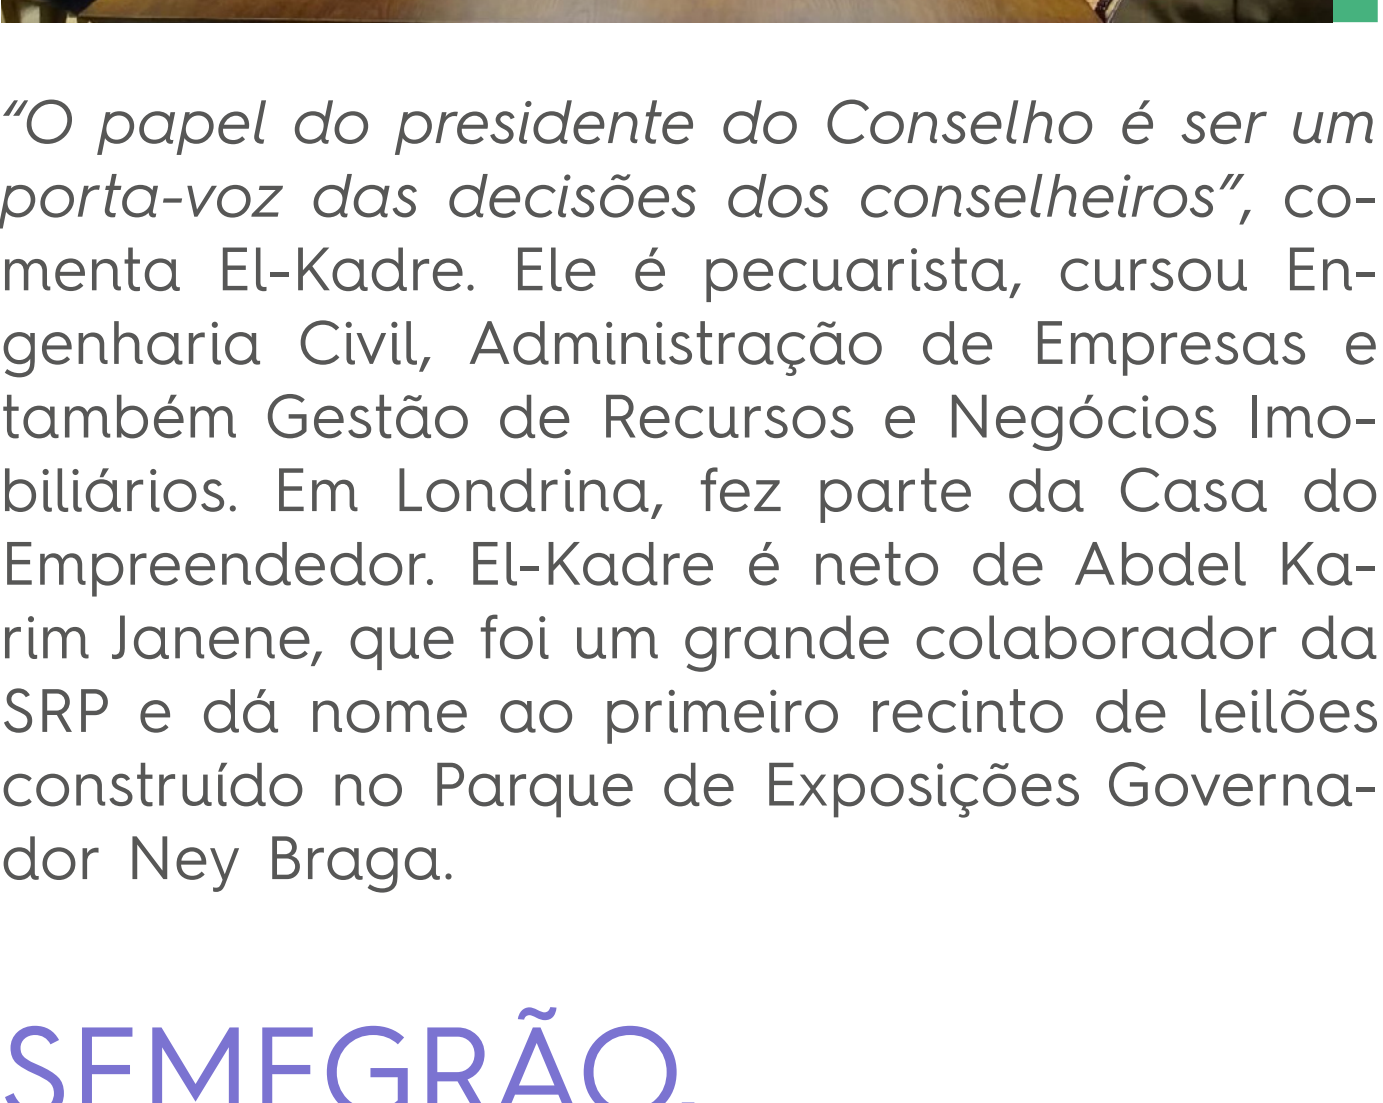 “O papel do presidente do Conselho é ser um
porta-voz das decisões dos conselheiros”, co-
menta El-Kadre. Ele é pecuarista, cursou En-
genharia Civil, Administração de Empresas e
também Gestão de Recursos e Negócios Imo-
biliários. Em Londrina, fez parte da Casa do
Empreendedor. El-Kadre é neto de Abdel Ka-
rim Janene, que foi um grande colaborador da
SRP e dá nome ao primeiro recinto de leilões
construído no Parque de Exposições Governa-
dor Ney Braga.
SEMEGRÃO,